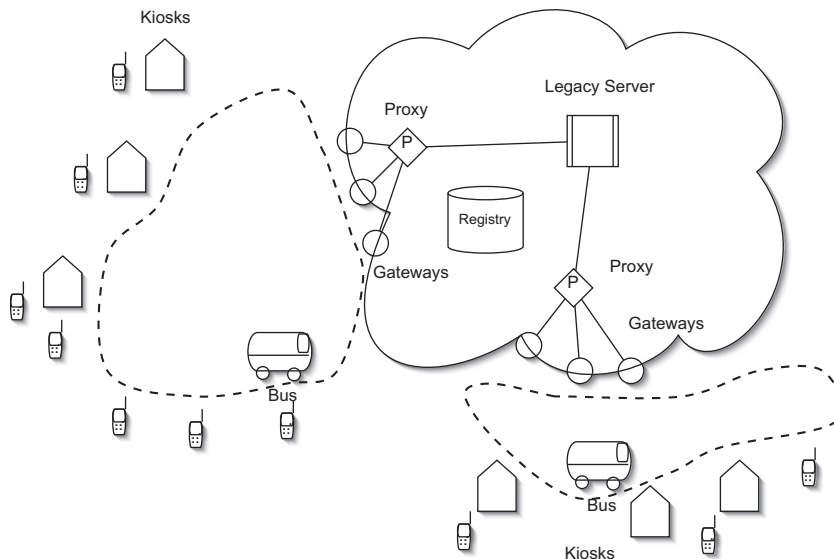 Kiosks
Legacy Server
Proxy
P
Registry
Gateways
Proxy
P
Gateways
Bus
Bus
Kiosks